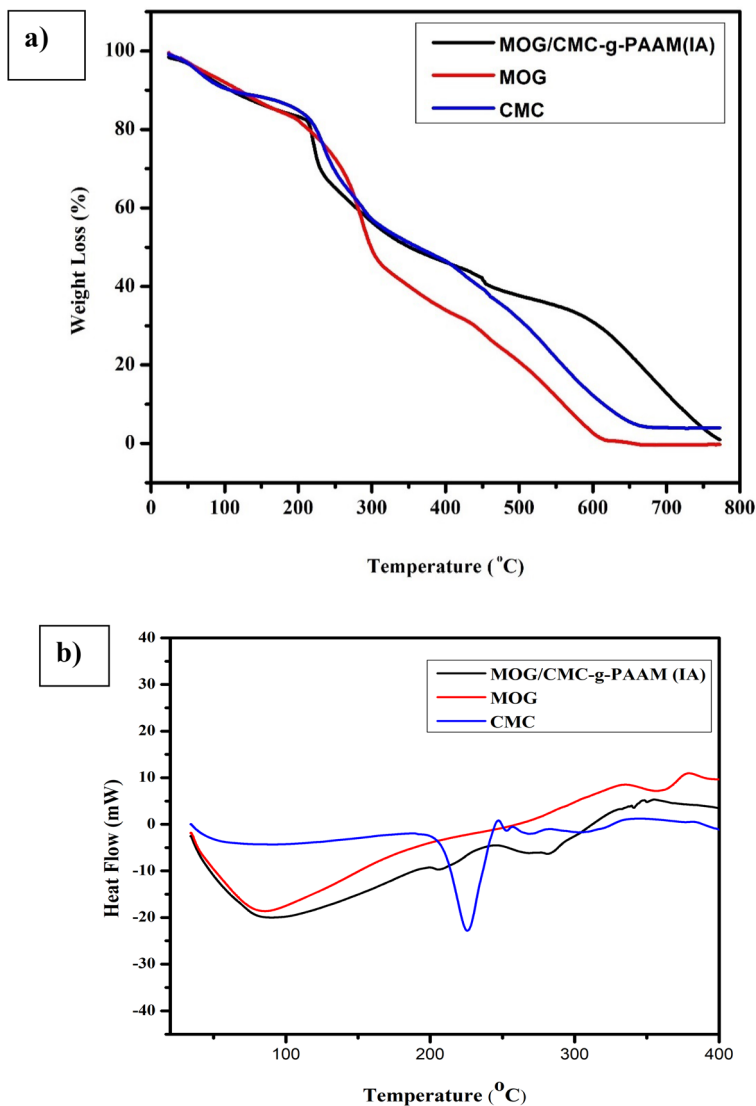 a)
MOG/CMC-g-PAAM(IA)
MOG
CMC
100
80
60
40
20
0
Weight Loss (%)
0 100 200 300 400 500 600 700 800
Temperature (°C)
b)
MOG/CMC-g-PAAM (IA)
MOG
CMC
40
30
20
10
0
-10
-20
-30
-40
Heat Flow (mW)
100 200 300 400
Temperature (°C)